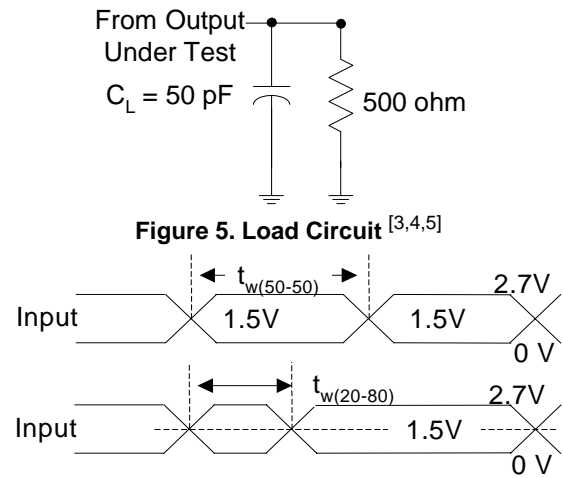 From Output
Under Test
C_L = 50 pF
500 ohm
Figure 5. Load Circuit [3,4,5]
t_w(50-50)
2.7V
Input
1.5V
1.5V
0 V
t_w(20-80)
2.7V
Input
1.5V
0 V